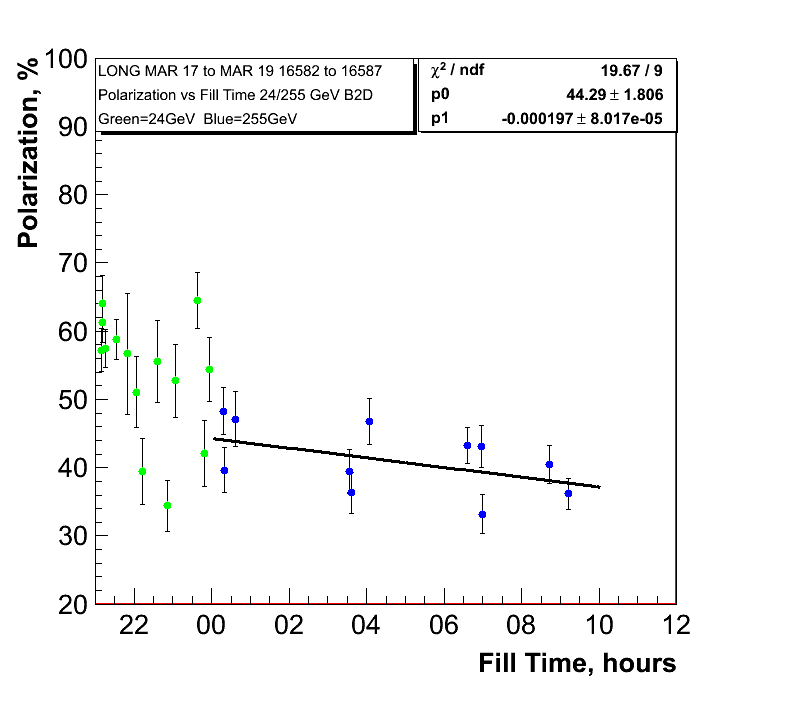 LONG MAR 17 to MAR 19 16582 to 16587
Polarization vs Fill Time 24/255 GeV B2D
Green=24GeV Blue=255GeV
χ² / ndf 19.67 / 9
p0 44.29 ± 1.806
p1 -0.000197 ± 8.017e-05
Polarization, %
100
90
80
70
60
50
40
30
20
22 00 02 04 06 08 10 12
Fill Time, hours